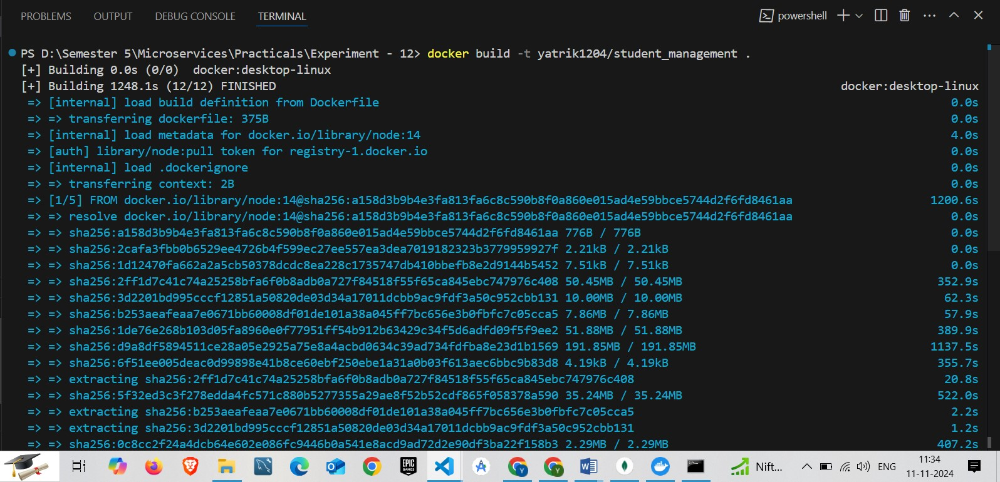 PROBLEMS OUTPUT DEBUG CONSOLE TERMINAL powershell
PS D:\Semester 5\Microservices\Practicals\Experiment - 12> docker build -t yatrik1204/student_management .
[+] Building 0.0s (0/0) docker:desktop-linux
[+] Building 1248.1s (12/12) FINISHED docker:desktop-linux
=> [internal] load build definition from Dockerfile 0.0s
=> => transferring dockerfile: 375B 0.0s
=> [internal] load metadata for docker.io/library/node:14 4.0s
=> [auth] library/node:pull token for registry-1.docker.io 0.0s
=> [internal] load .dockerignore 0.0s
=> => transferring context: 2B 0.0s
=> [1/5] FROM docker.io/library/node:14@sha256:a158d3b9b4e3fa813fa6c8c590b8f0a860e015ad4e59bbce5744d2f6fd8461aa 1200.6s
=> => resolve docker.io/library/node:14@sha256:a158d3b9b4e3fa813fa6c8c590b8f0a860e015ad4e59bbce5744d2f6fd8461aa 0.0s
=> => sha256:a158d3b9b4e3fa813fa6c8c590b8f0a860e015ad4e59bbce5744d2f6fd8461aa 776B / 776B 0.0s
=> => sha256:2cafa3fbb0b6529ee4726b4f599ec27ee557ea3dea7019182323b3779959927f 2.21kB / 2.21kB 0.0s
=> => sha256:1d12470fa662a2a5cb50378dcdc8ea228c1735747db410bbefb8e2d9144b5452 7.51kB / 7.51kB 0.0s
=> => sha256:2ff1d7c41c74a25258bfa6f0b8adb0a727f84518f55f65ca845ebc747976c408 50.45MB / 50.45MB 352.9s
=> => sha256:3d2201bd995cccf12851a50820de03d34a17011dcbb9ac9fdf3a50c952cbb131 10.00MB / 10.00MB 62.3s
=> => sha256:b253aeafeaa7e0671bb60008df01de101a38a045ff7bc656e3b0fbfc7c05cca5 7.86MB / 7.86MB 57.9s
=> => sha256:1de76e268b103d05fa8960e0f77951ff54b912b63429c34f5d6adfd09f5f9ee2 51.88MB / 51.88MB 389.9s
=> => sha256:d9a8df5894511ce28a05e2925a75e8a4acbd0634c39ad734fdfba8e23d1b1569 191.85MB / 191.85MB 1137.5s
=> => sha256:6f51ee005deac0d99898e41b8ce60ebf250ebe1a31a0b03f613aec6bbc9b83d8 4.19kB / 4.19kB 355.7s
=> => extracting sha256:2ff1d7c41c74a25258bfa6f0b8adb0a727f84518f55f65ca845ebc747976c408 20.8s
=> => sha256:5f32ed3c3f278edda4fc571c880b5277355a29ae8f52b52cdf865f058378a590 35.24MB / 35.24MB 522.0s
=> => extracting sha256:b253aeafeaa7e0671bb60008df01de101a38a045ff7bc656e3b0fbfc7c05cca5 2.2s
=> => extracting sha256:3d2201bd995cccf12851a50820de03d34a17011dcbb9ac9fdf3a50c952cbb131 1.2s
=> => sha256:0c8cc2f24a4dcb64e602e086fc9446b0a541e8acd9ad72d2e90df3ba22f158b3 2.29MB / 2.29MB 407.2s
EPIC GAMES
Nift... ENG 11:34
11-11-2024